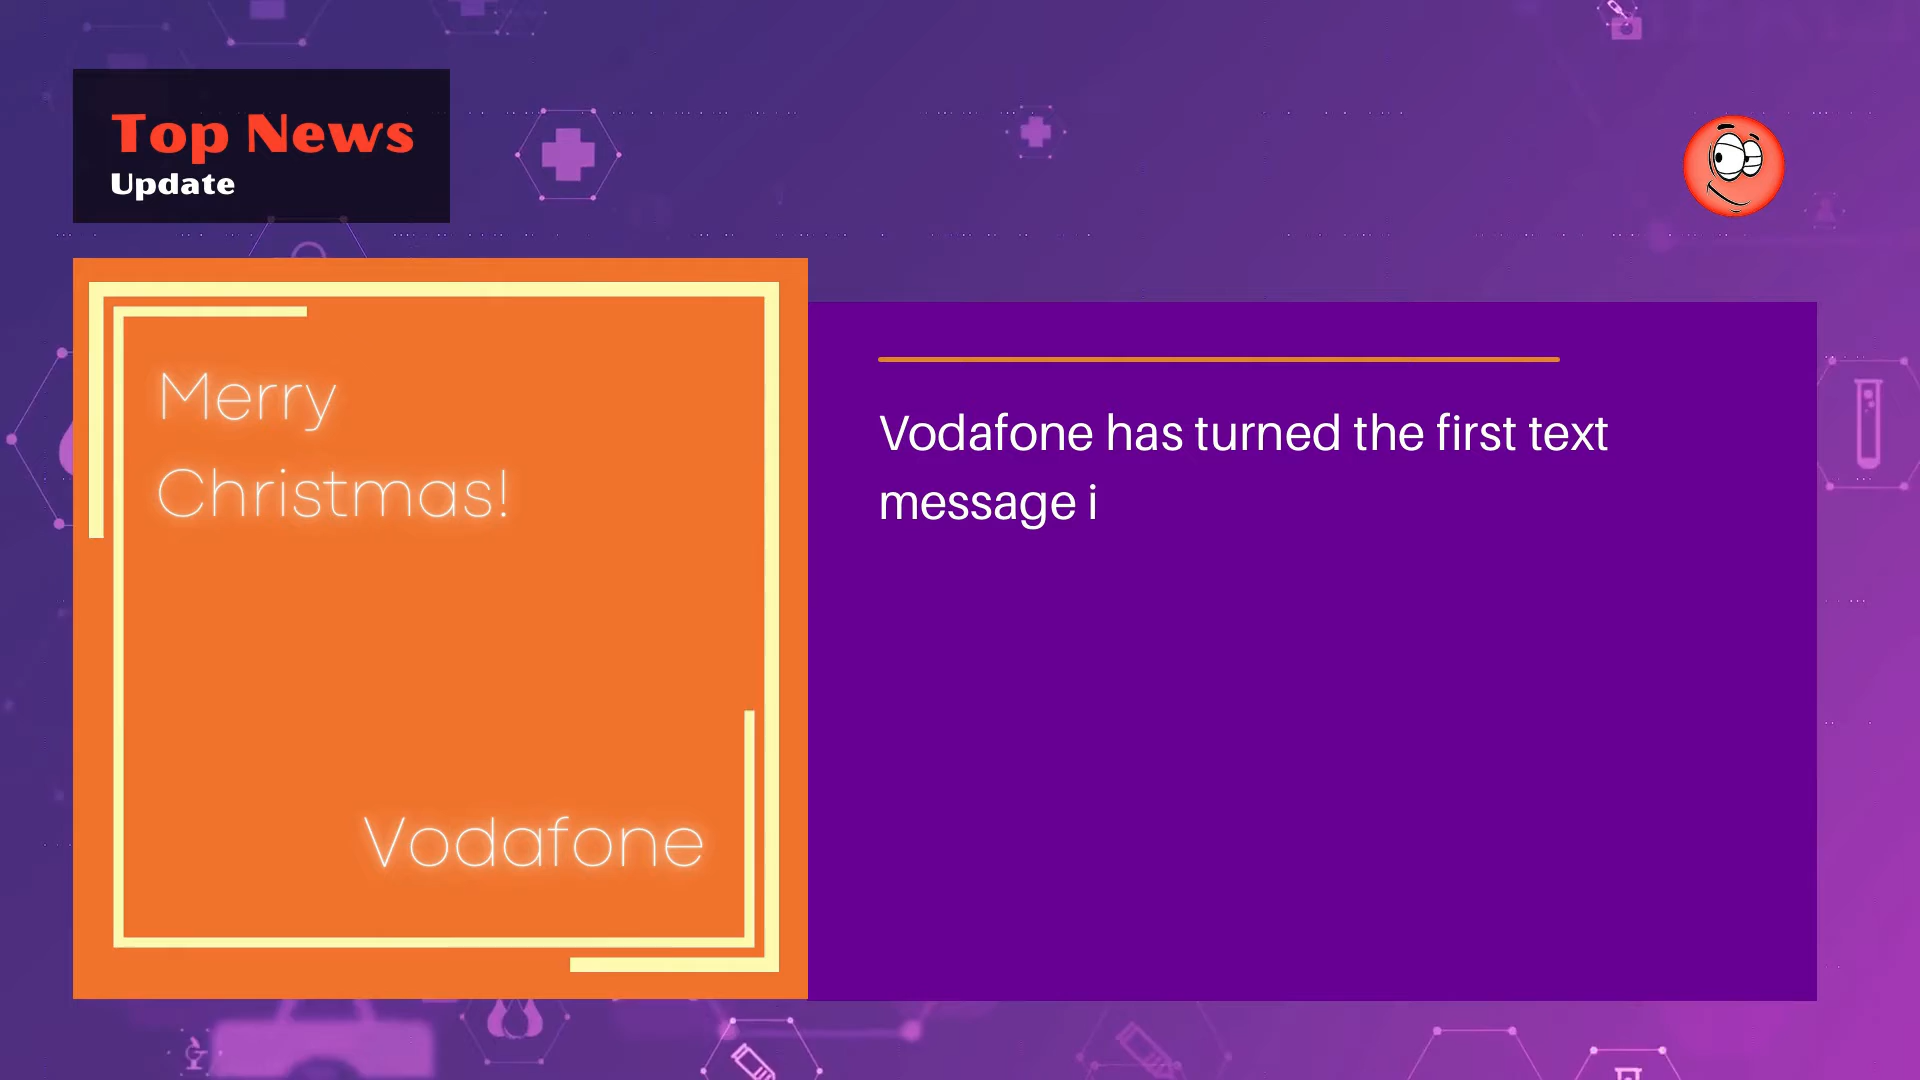 Top News
Update
Merry
Christmas!
Vodafone
Vodafone has turned the first text
message i